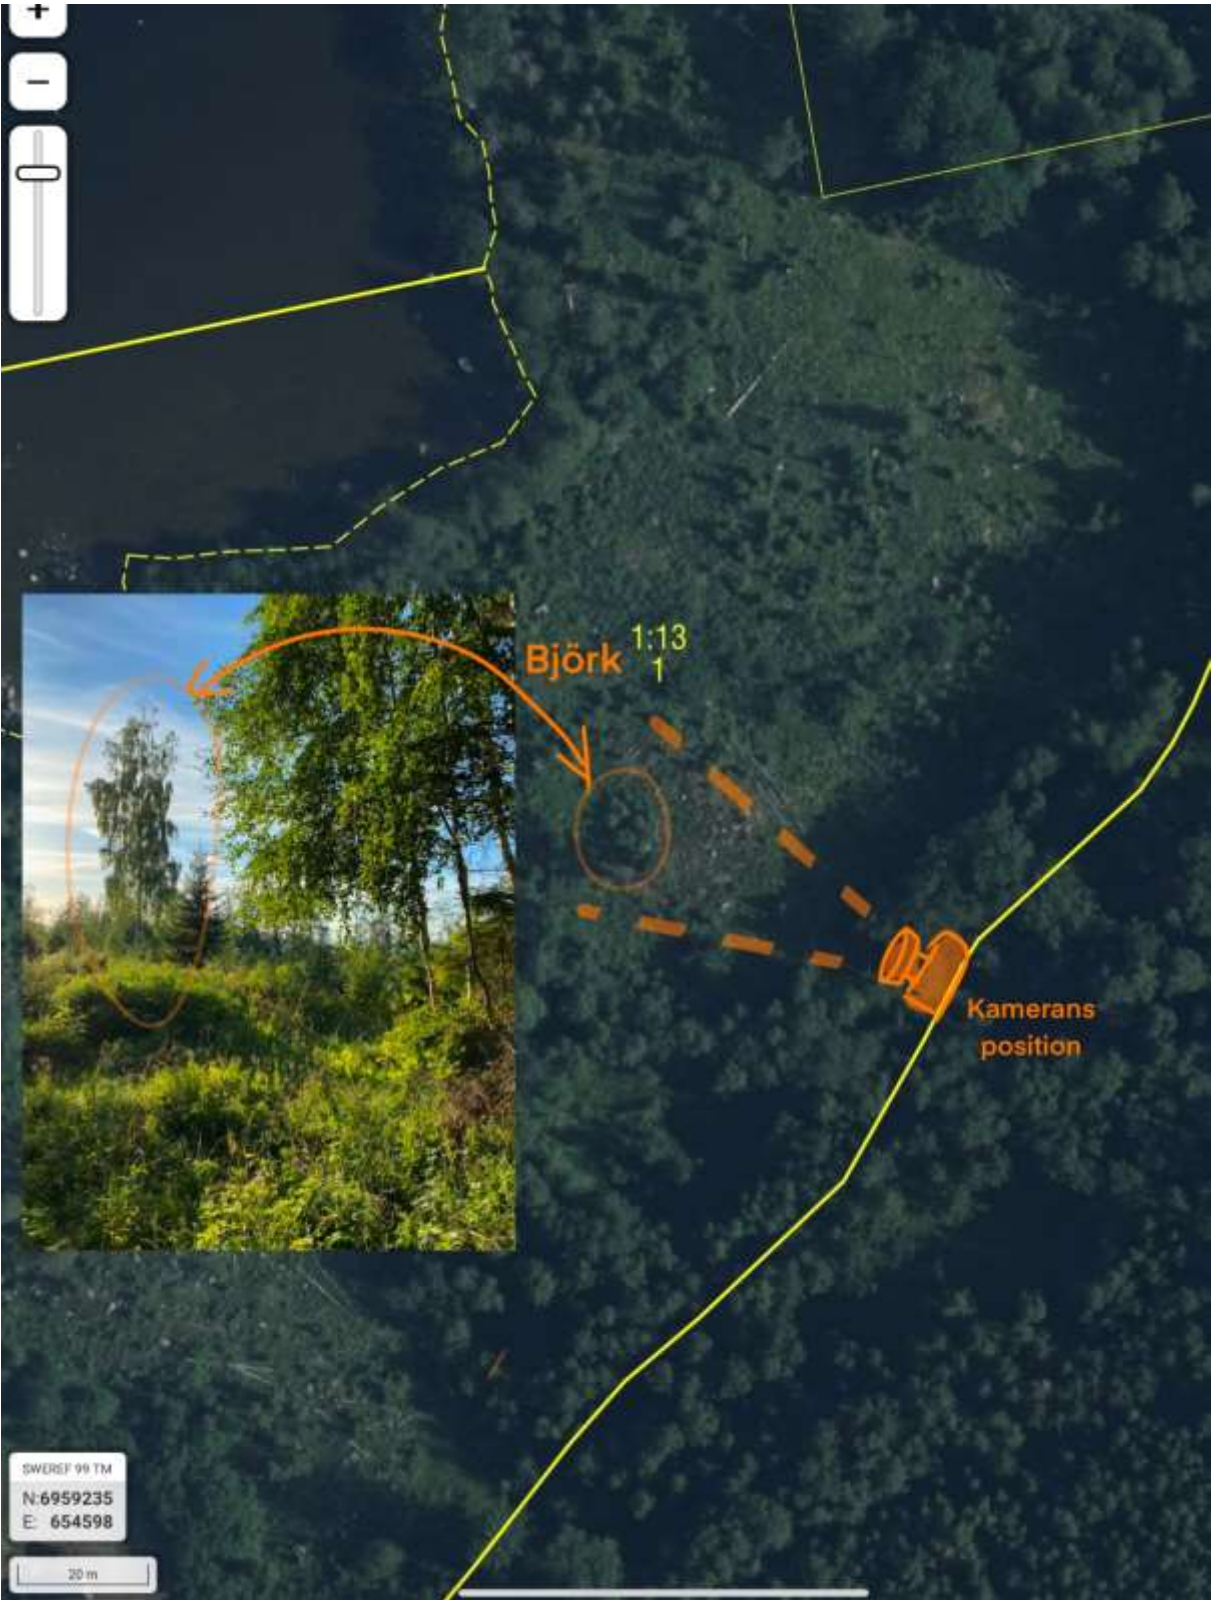 +
−
Björk
1:13
1
Kamerans
position
SWEREF 99 TM
N:6959235
E: 654598
20 m